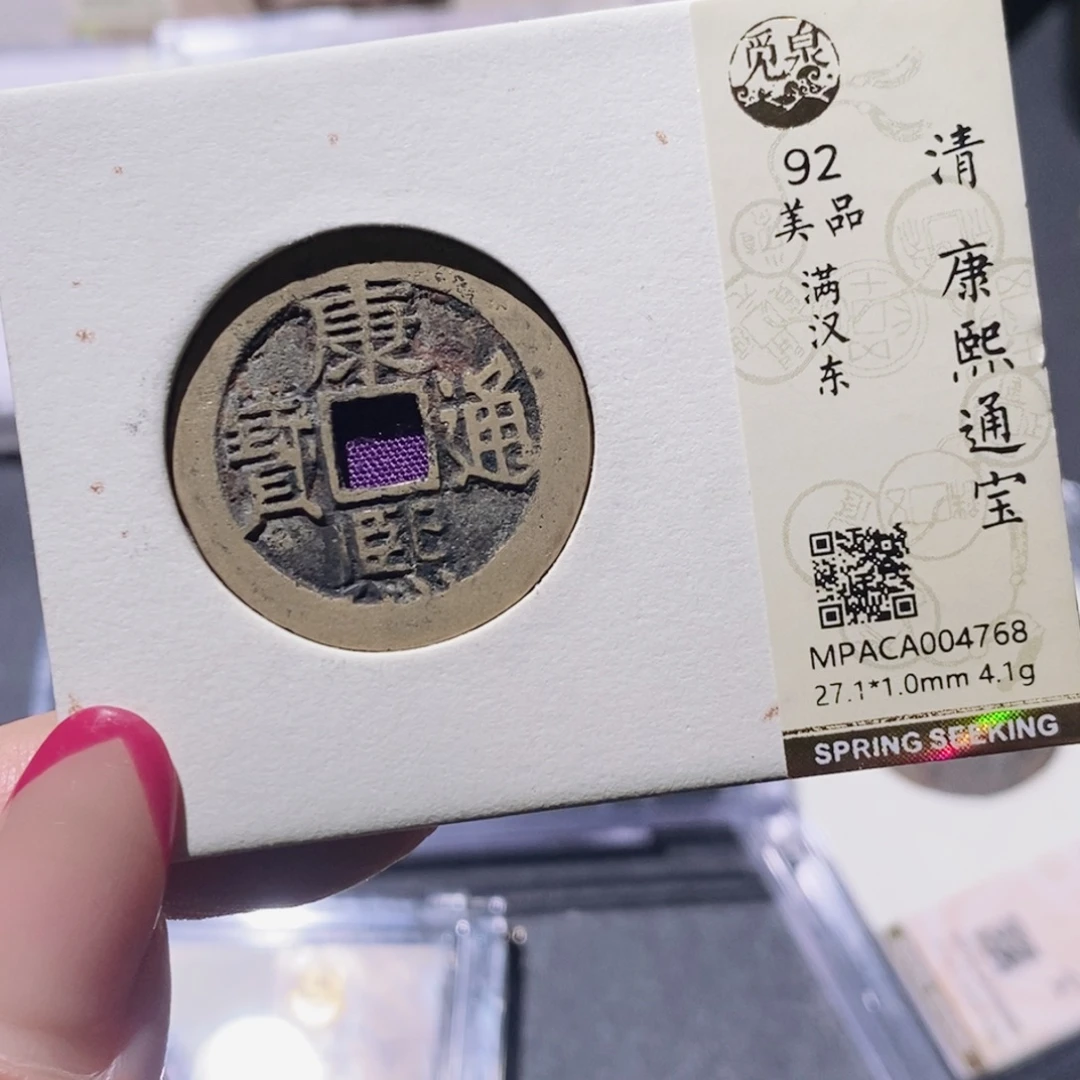 康
熙
通
寶
觅泉
92
美品
满汉东
清 康熙通宝
MPACA004768
27.1*1.0mm 4.1g
SPRING SEEKING